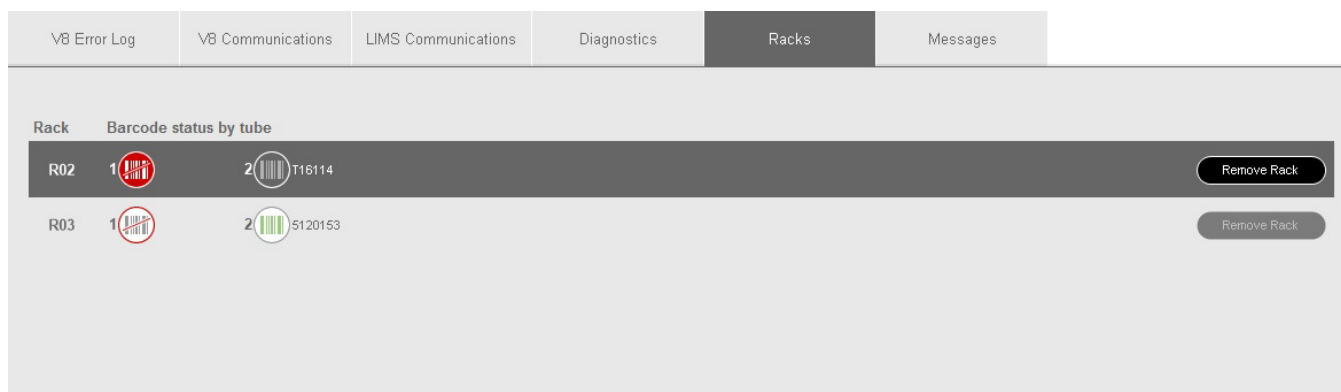 V8 Error Log V8 Communications LIMS Communications Diagnostics Racks Messages
Rack Barcode status by tube
R02 1 2 T16114 Remove Rack
R03 1 2 5120153 Remove Rack